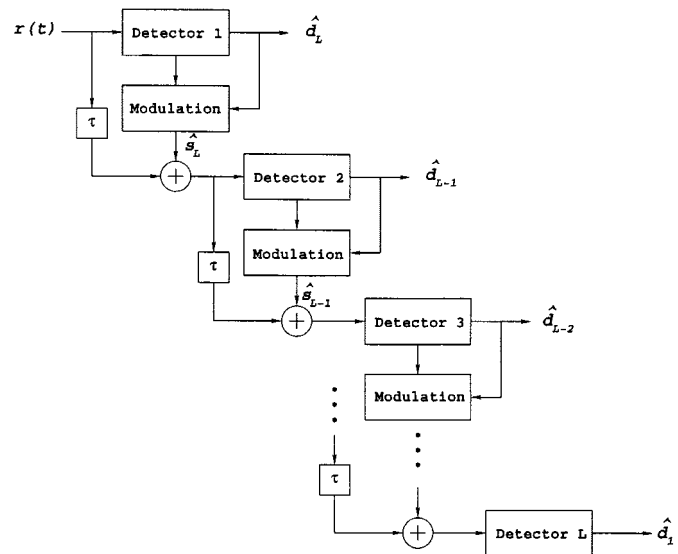 r(t)
Detector 1
d̂_L
Modulation
τ
ŝ_L
Detector 2
d̂_{L-1}
Modulation
τ
ŝ_{L-1}
Detector 3
d̂_{L-2}
Modulation
τ
Detector L
d̂_1